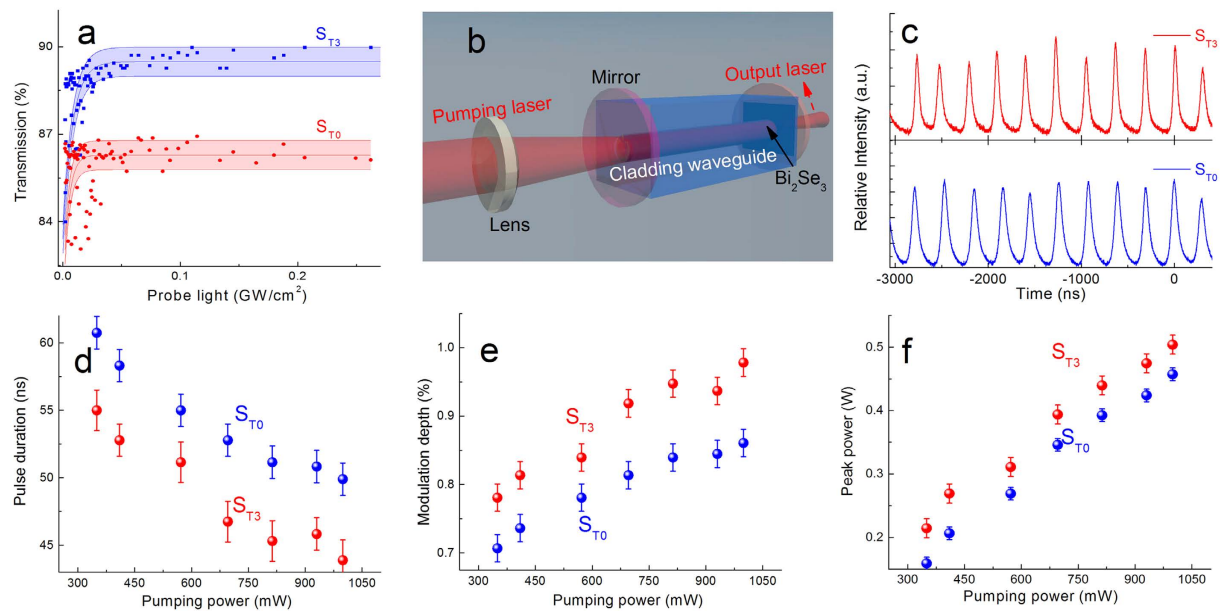 a
S_T3
S_T0
Transmission (%)
90
87
84
0.0
0.1
0.2
Probe light (GW/cm²)
b
Mirror
Output laser
Pumping laser
Cladding waveguide
Bi₂Se₃
Lens
c
S_T3
S_T0
Relative Intensity (a.u.)
-3000
-2000
-1000
0
Time (ns)
d
S_T0
S_T3
Pulse duration (ns)
60
55
50
45
300
450
600
750
900
1050
Pumping power (mW)
e
S_T3
S_T0
Modulation depth (%)
1.0
0.9
0.8
0.7
300
450
600
750
900
1050
Pumping power (mW)
f
S_T3
S_T0
Peak power (W)
0.5
0.4
0.3
0.2
300
450
600
750
900
1050
Pumping power (mW)